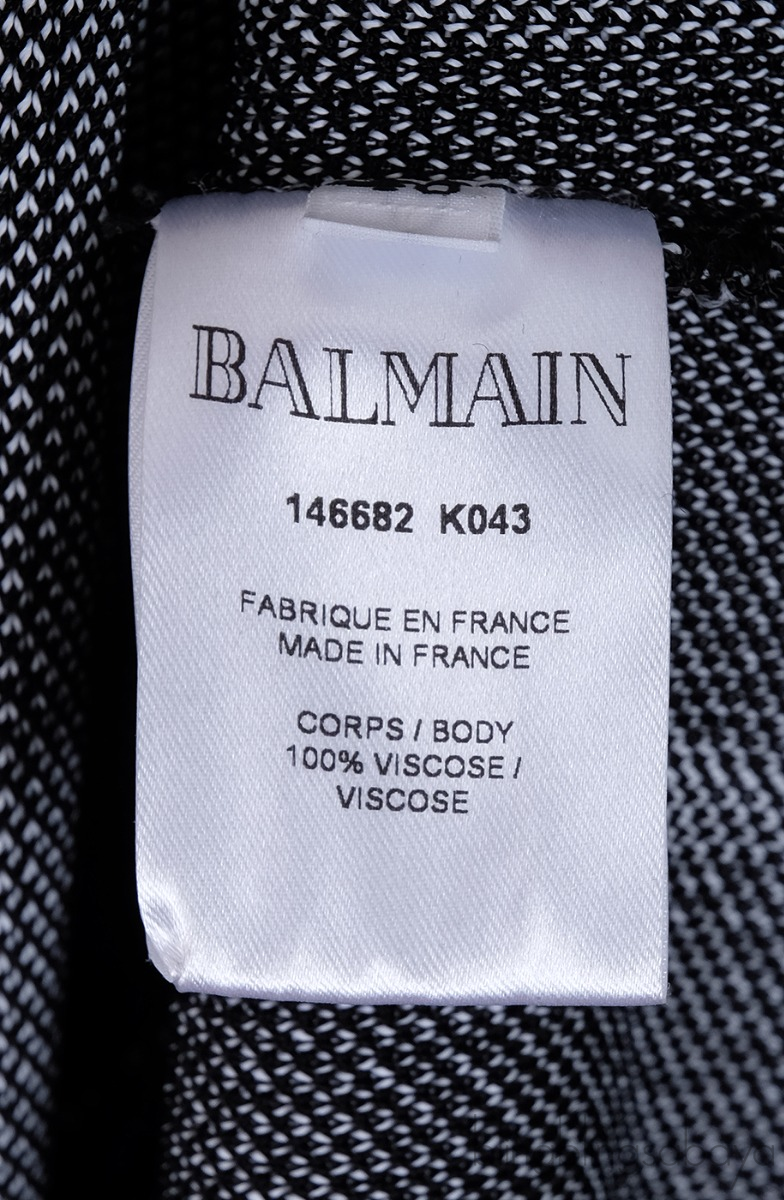 BALMAIN
146682 K043
FABRIQUE EN FRANCE
MADE IN FRANCE
CORPS / BODY
100% VISCOSE /
VISCOSE